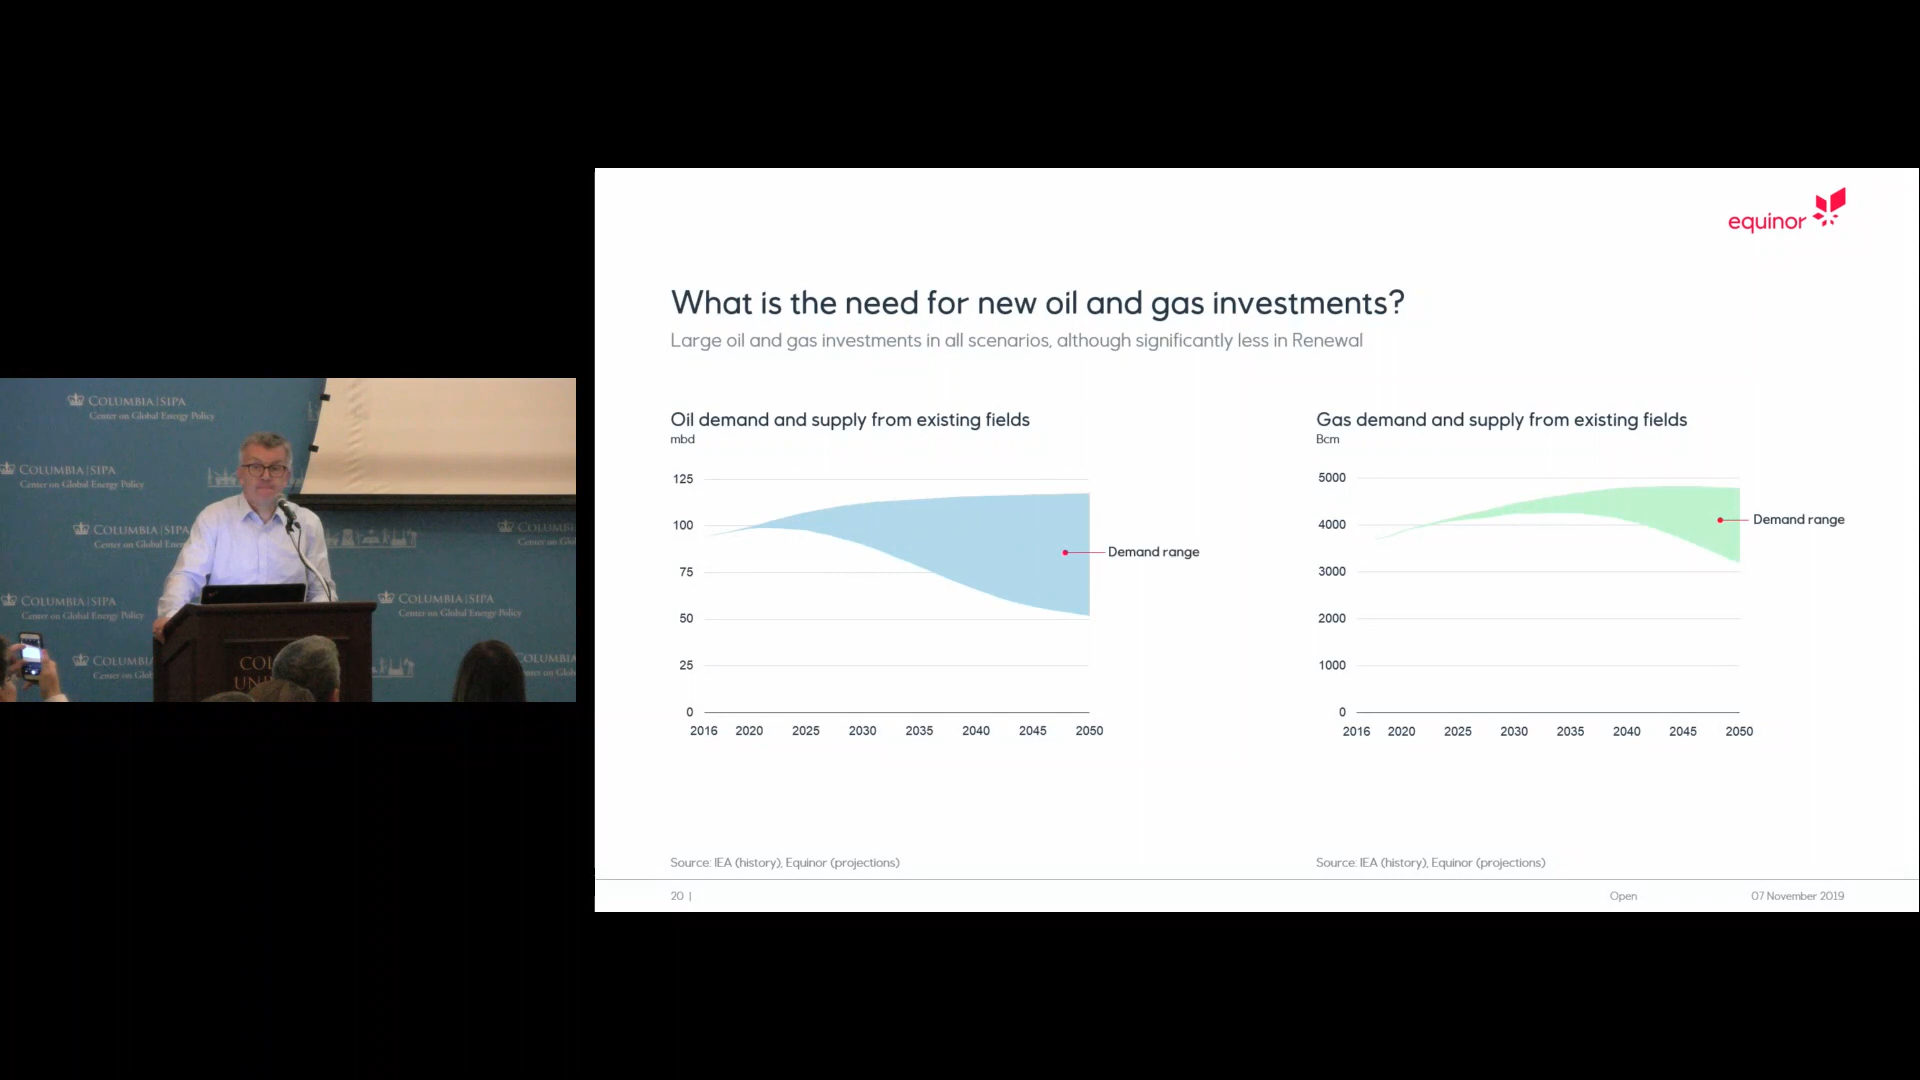 COLUMBIA|SIPA
Center on Global Energy Policy
COLUMBIA|SIPA
Center on Global Energy Policy
COLUMBIA|SIPA
Center on Global
COLUMBIA|SIPA
Center on Global Energy Policy
COLUMBIA|SIPA
Center on Global Energy Policy
COLUMBIA
Center on Global
equinor
What is the need for new oil and gas investments?
Large oil and gas investments in all scenarios, although significantly less in Renewal
Oil demand and supply from existing fields
mbd
125
100
75
50
25
0
2016 2020 2025 2030 2035 2040 2045 2050
Demand range
Source: IEA (history), Equinor (projections)
Gas demand and supply from existing fields
Bcm
5000
4000
3000
2000
1000
0
2016 2020 2025 2030 2035 2040 2045 2050
Demand range
Source: IEA (history), Equinor (projections)
20 |
Open
07 November 2019